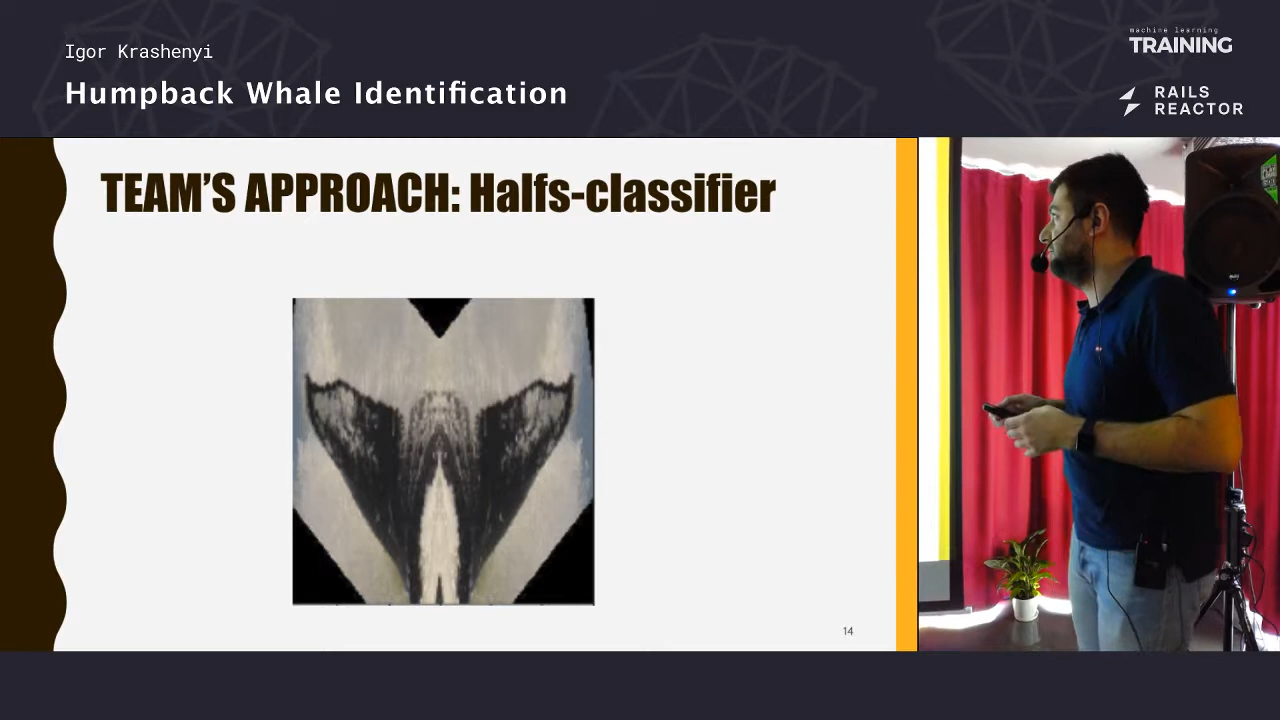 Igor Krashenyi
Humpback Whale Identification
machine learning
TRAINING
RAILS
REACTOR
TEAM'S APPROACH: Halfs-classifier
14